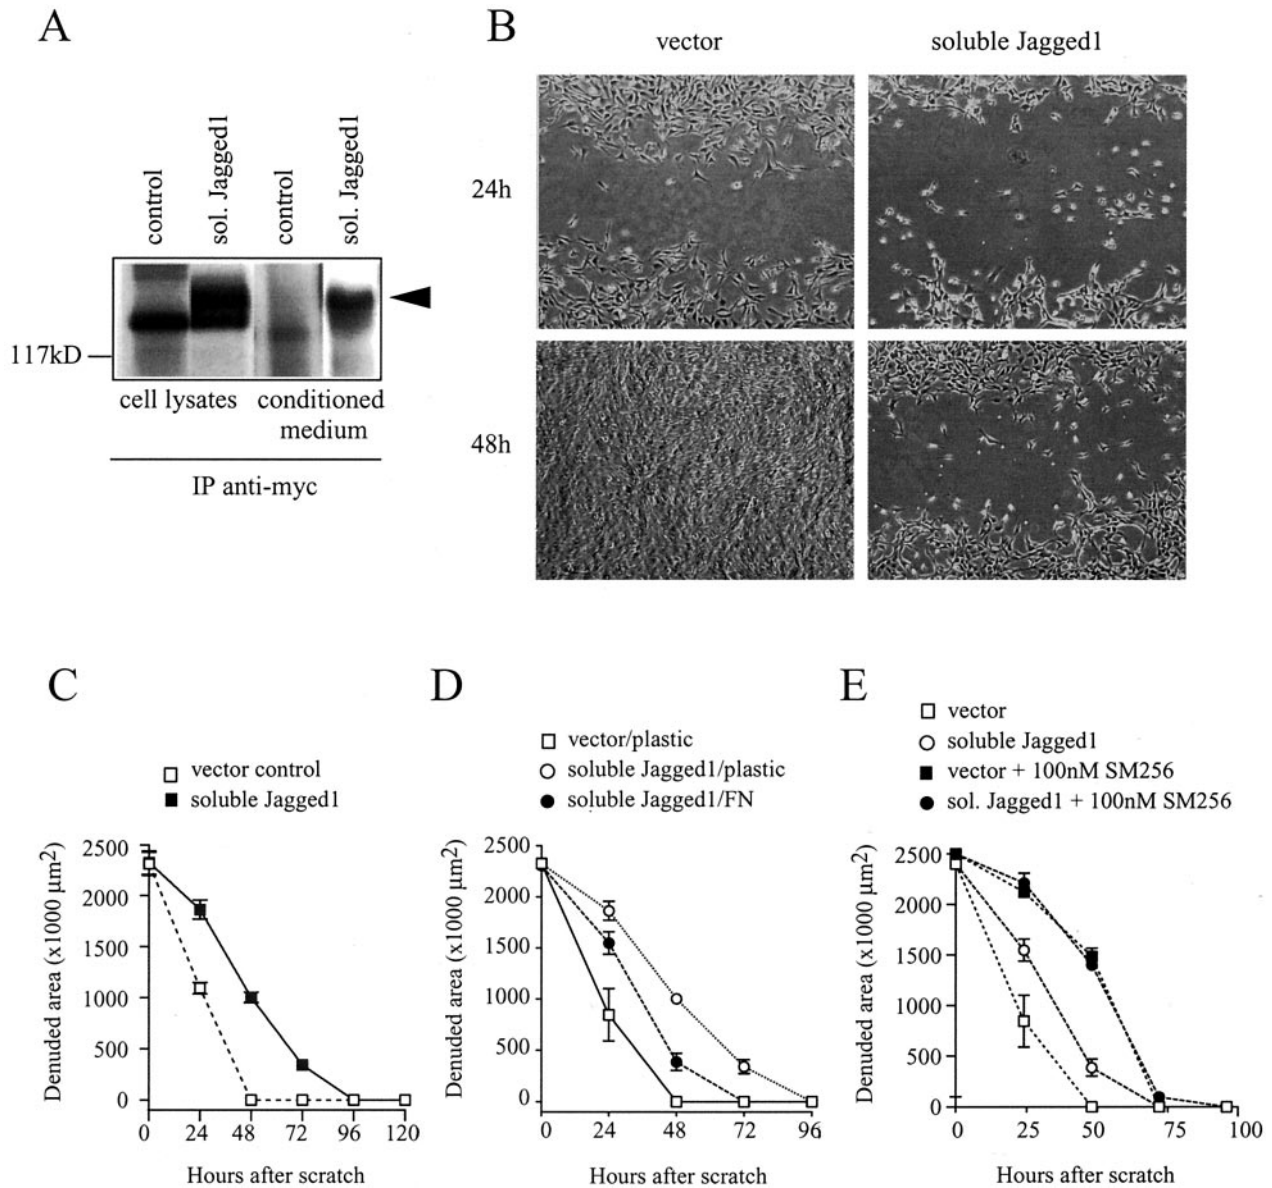 A
control
sol. Jagged1
control
sol. Jagged1
117kD
cell lysates
conditioned
medium
IP anti-myc
B
vector
soluble Jagged1
24h
48h
C
vector control
soluble Jagged1
Denuded area (x1000 µm2)
2500
2000
1500
1000
500
0
0 24 48 72 96 120
Hours after scratch
D
vector/plastic
soluble Jagged1/plastic
soluble Jagged1/FN
Denuded area (x1000 µm2)
2500
2000
1500
1000
500
0
0 24 48 72 96
Hours after scratch
E
vector
soluble Jagged1
vector + 100nM SM256
sol. Jagged1 + 100nM SM256
Denuded area (x1000 µm2)
2500
2000
1500
1000
500
0
0 25 50 75 100
Hours after scratch